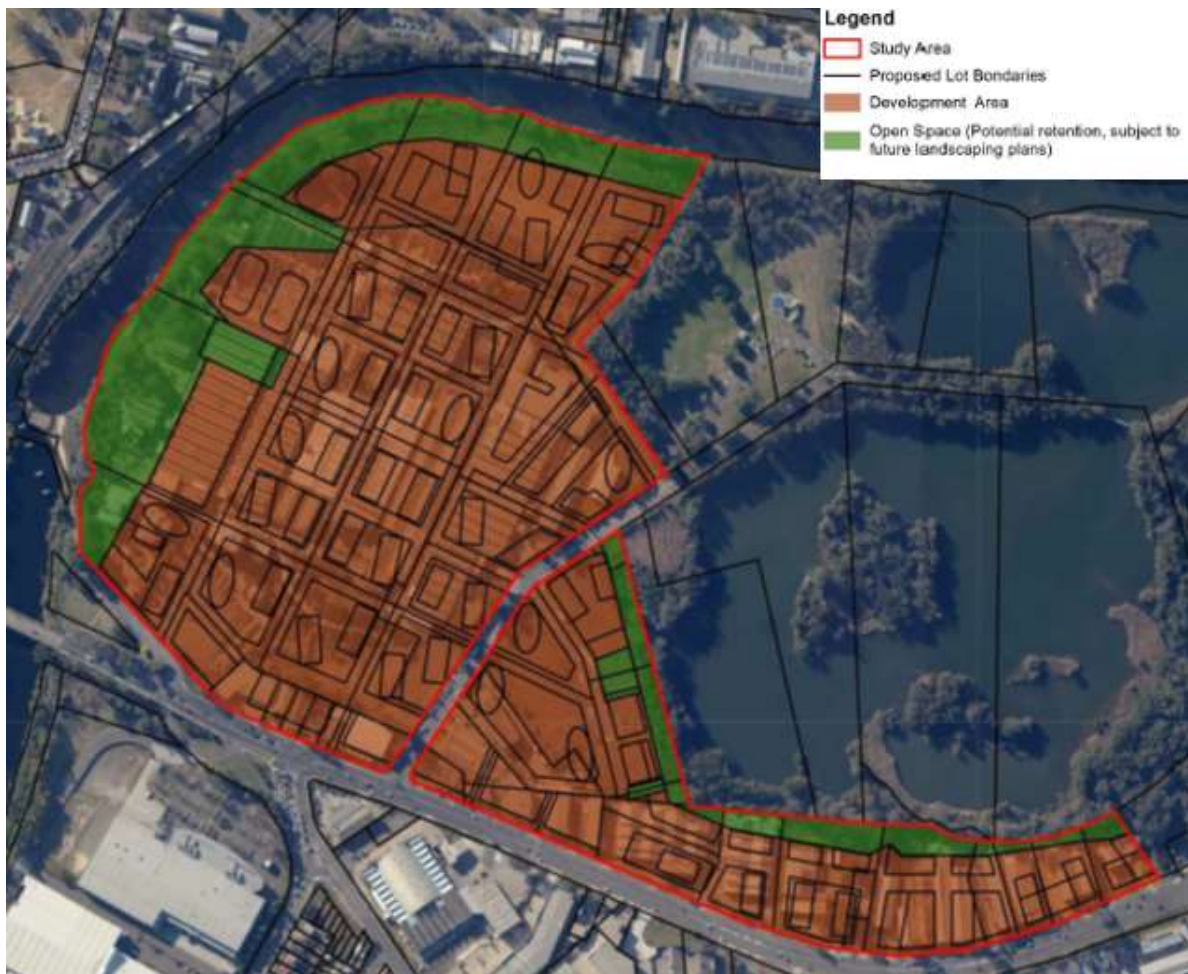 Legend
Study Area
Proposed Lot Bondaries
Development Area
Open Space (Potential retention, subject to
future landscaping plans)